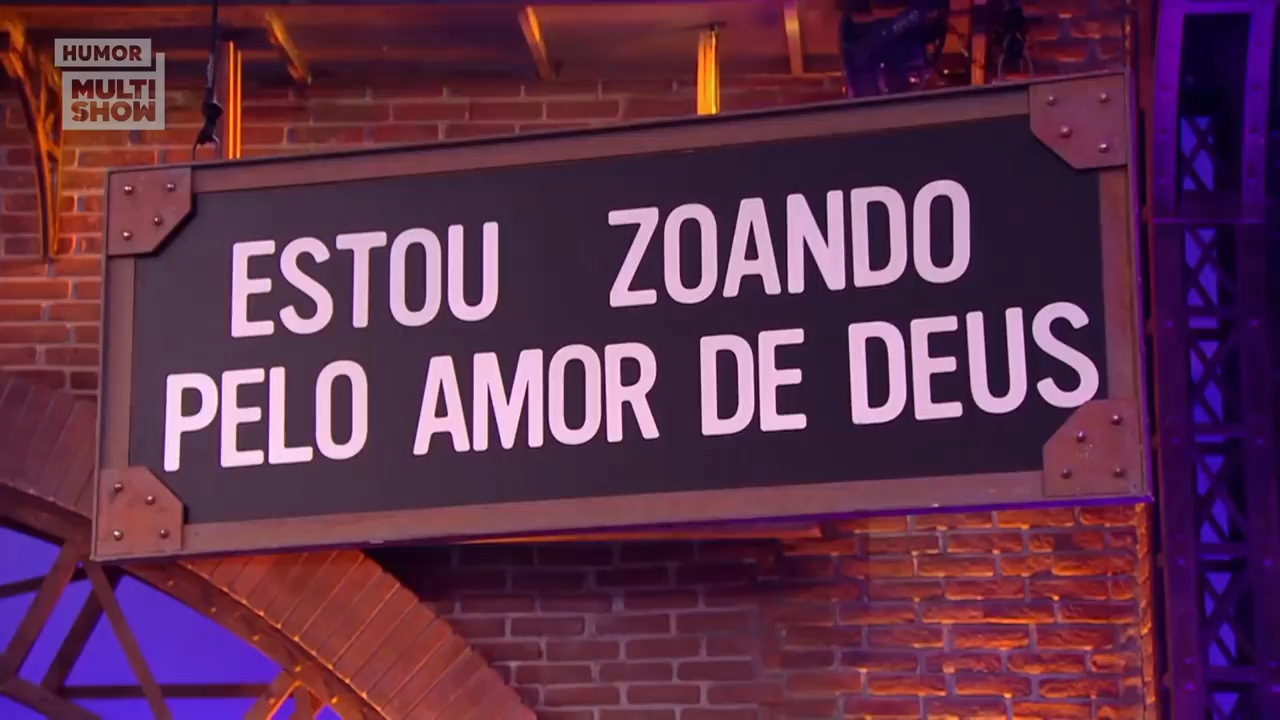 HUMOR
MULTI
SHOW
ESTOU ZOANDO
PELO AMOR DE DEUS